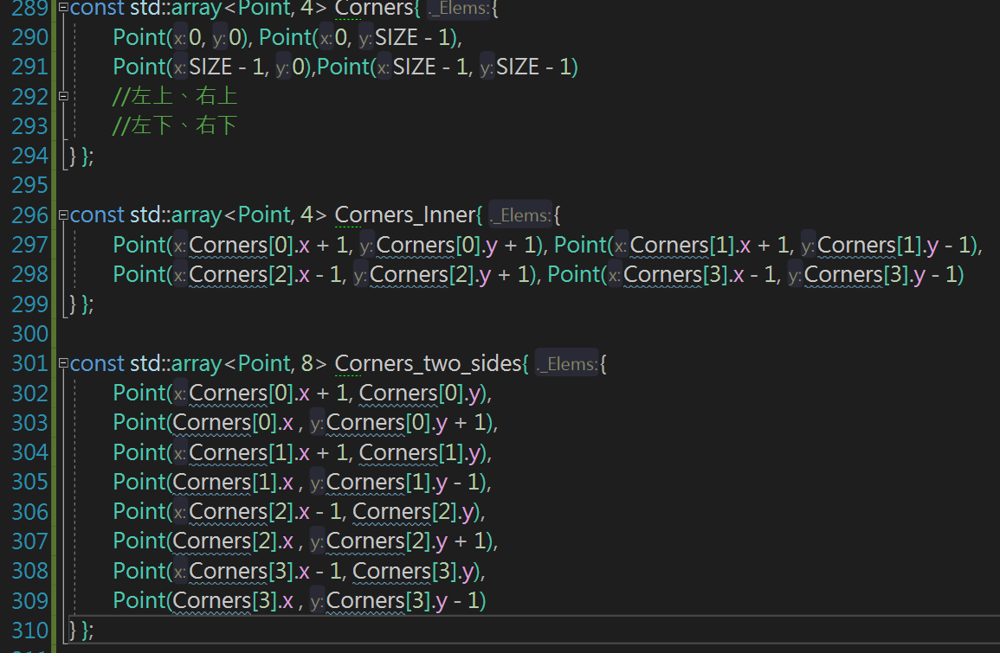 289 const std::array<Point, 4> Corners{ ._Elems:{
290 Point(x:0, y:0), Point(x:0, y:SIZE - 1),
291 Point(x:SIZE - 1, y:0),Point(x:SIZE - 1, y:SIZE - 1)
292 //左上、右上
293 //左下、右下
294 } };
295
296 const std::array<Point, 4> Corners_Inner{ ._Elems:{
297 Point(x:Corners[0].x + 1, y:Corners[0].y + 1), Point(x:Corners[1].x + 1, y:Corners[1].y - 1),
298 Point(x:Corners[2].x - 1, y:Corners[2].y + 1), Point(x:Corners[3].x - 1, y:Corners[3].y - 1)
299 } };
300
301 const std::array<Point, 8> Corners_two_sides{ ._Elems:{
302 Point(x:Corners[0].x + 1, Corners[0].y),
303 Point(Corners[0].x , y:Corners[0].y + 1),
304 Point(x:Corners[1].x + 1, Corners[1].y),
305 Point(Corners[1].x , y:Corners[1].y - 1),
306 Point(x:Corners[2].x - 1, Corners[2].y),
307 Point(Corners[2].x , y:Corners[2].y + 1),
308 Point(x:Corners[3].x - 1, Corners[3].y),
309 Point(Corners[3].x , y:Corners[3].y - 1)
310 } };